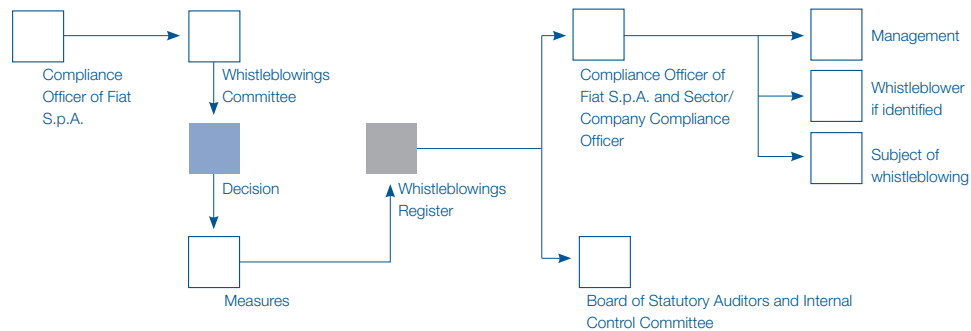 Compliance
Officer of Fiat
S.p.A.
Whistleblowings
Committee
Decision
Measures
Whistleblowings
Register
Compliance Officer of
Fiat S.p.A. and Sector/
Company Compliance
Officer
Board of Statutory Auditors and Internal
Control Committee
Management
Whistleblower
if identified
Subject of
whistleblowing